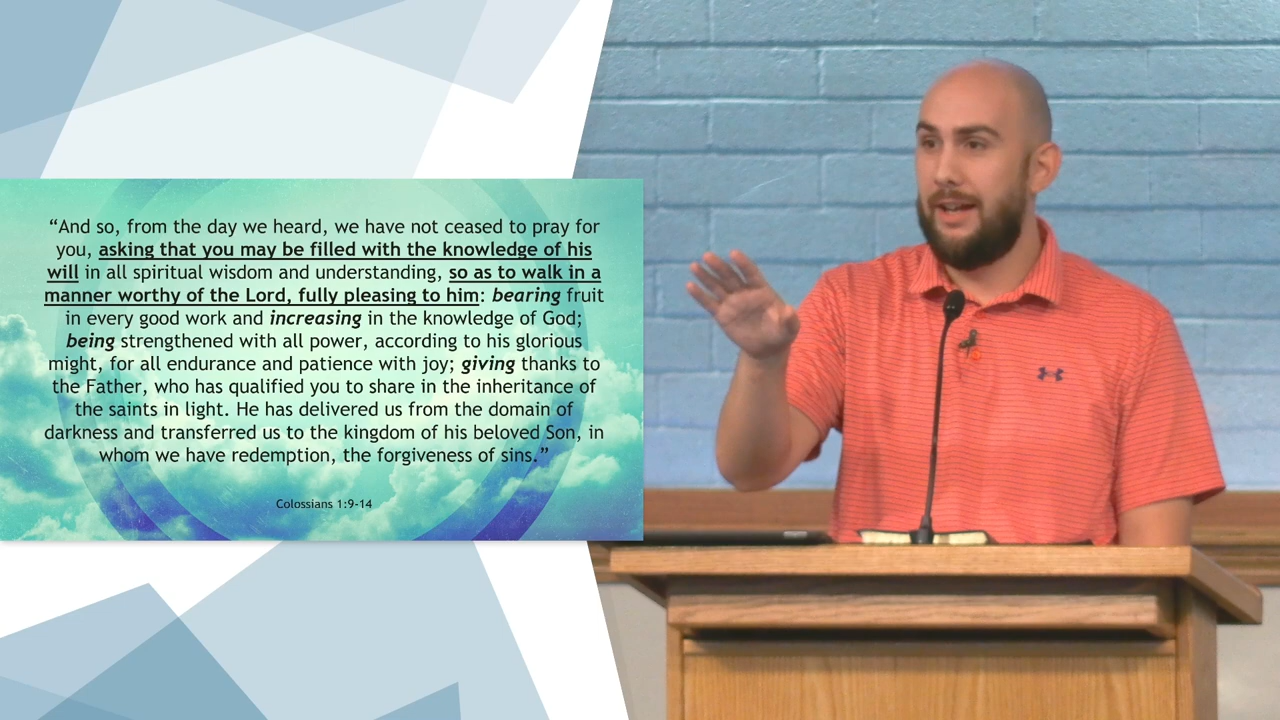 “And so, from the day we heard, we have not ceased to pray for
you, asking that you may be filled with the knowledge of his
will in all spiritual wisdom and understanding, so as to walk in a
manner worthy of the Lord, fully pleasing to him: bearing fruit
in every good work and increasing in the knowledge of God;
being strengthened with all power, according to his glorious
might, for all endurance and patience with joy; giving thanks to
the Father, who has qualified you to share in the inheritance of
the saints in light. He has delivered us from the domain of
darkness and transferred us to the kingdom of his beloved Son, in
whom we have redemption, the forgiveness of sins.”
Colossians 1:9-14